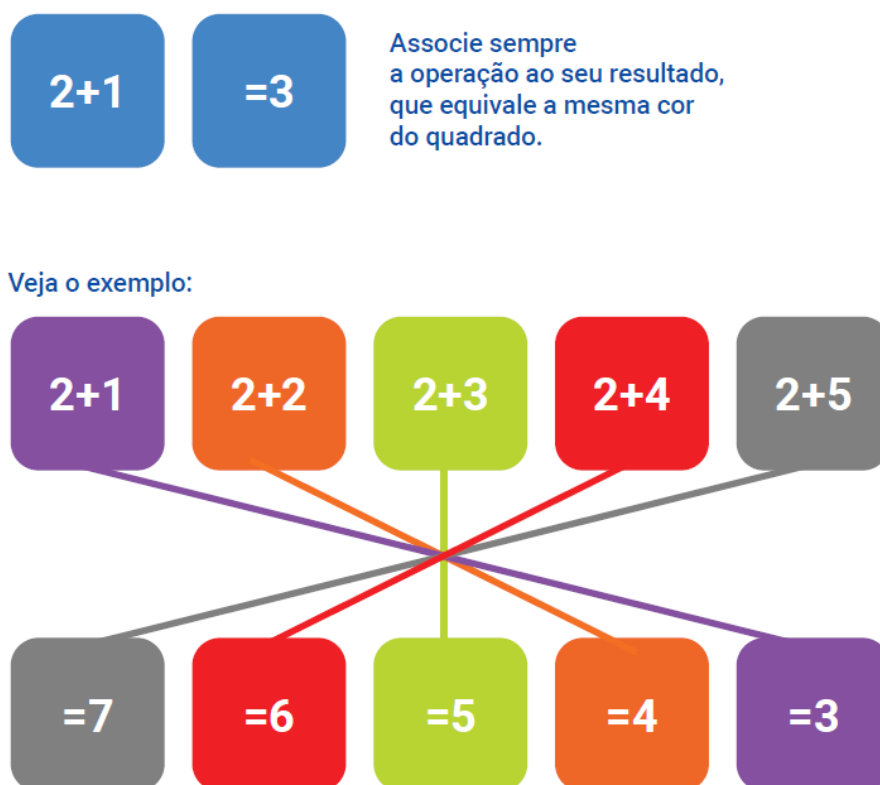 2+1 =3
Associe sempre
a operação ao seu resultado,
que equivale a mesma cor
do quadrado.
Veja o exemplo:
2+1 2+2 2+3 2+4 2+5
=7 =6 =5 =4 =3